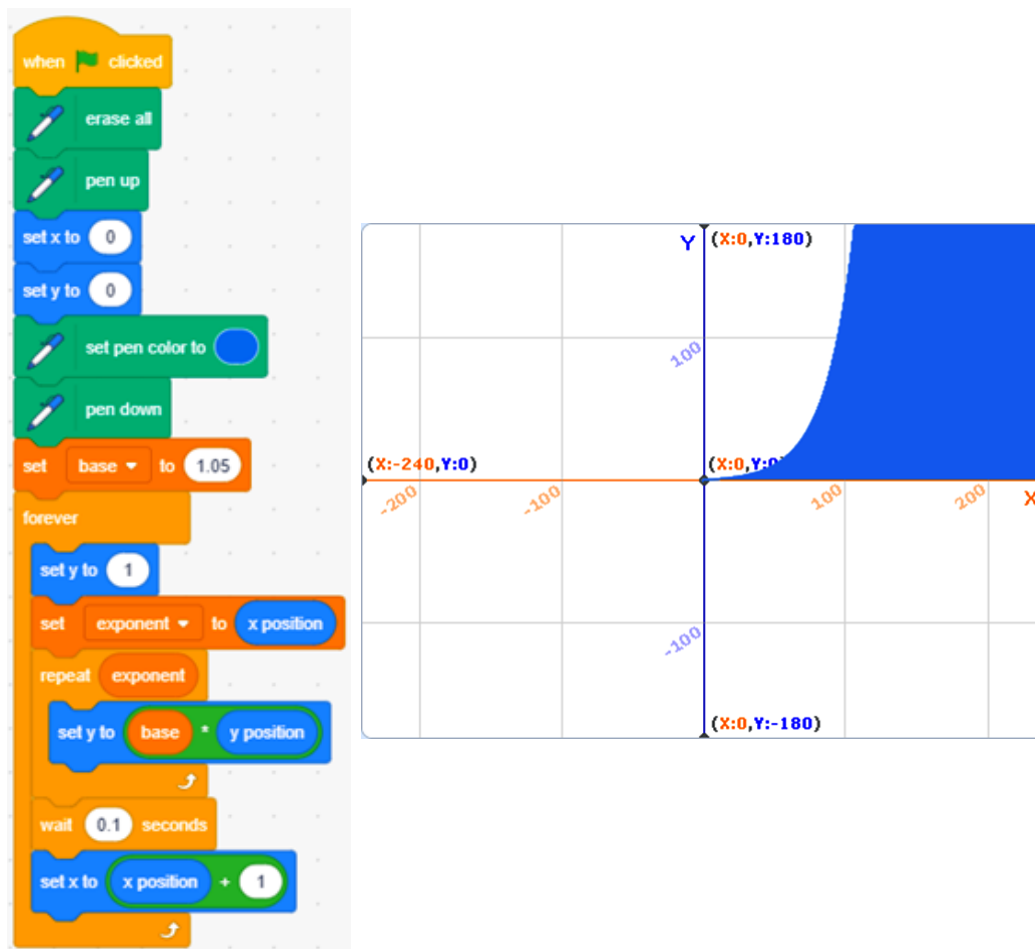 when clicked
erase all
pen up
set x to 0
set y to 0
set pen color to
pen down
set base to 1.05
forever
set y to 1
set exponent to x position
repeat exponent
set y to base * y position
wait 0.1 seconds
set x to x position + 1
Y (X:0,Y:180)
100
(X:-240,Y:0) (X:0,Y:0
-200 -100 100 200 X
-100
(X:0,Y:-180)